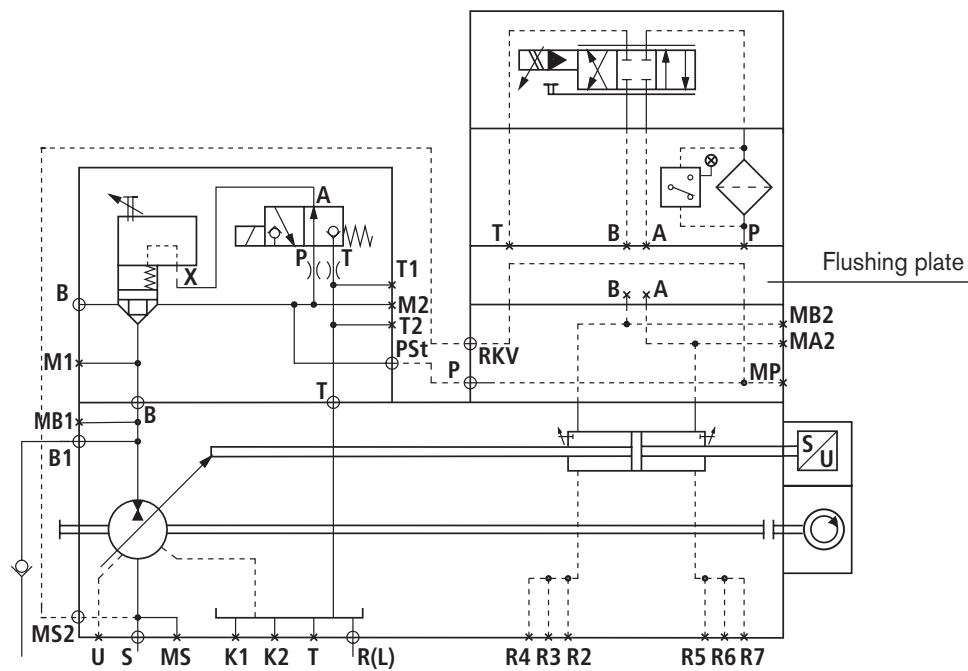 A
P T
X
T B A P
Flushing plate
T1
B
M2
T2
B A
MB2
MA2
PSt
RKV
M1
P
MP
T
MB1
B
B1
S
U
MS2
U S MS K1 K2 T R(L) R4 R3 R2 R5 R6 R7